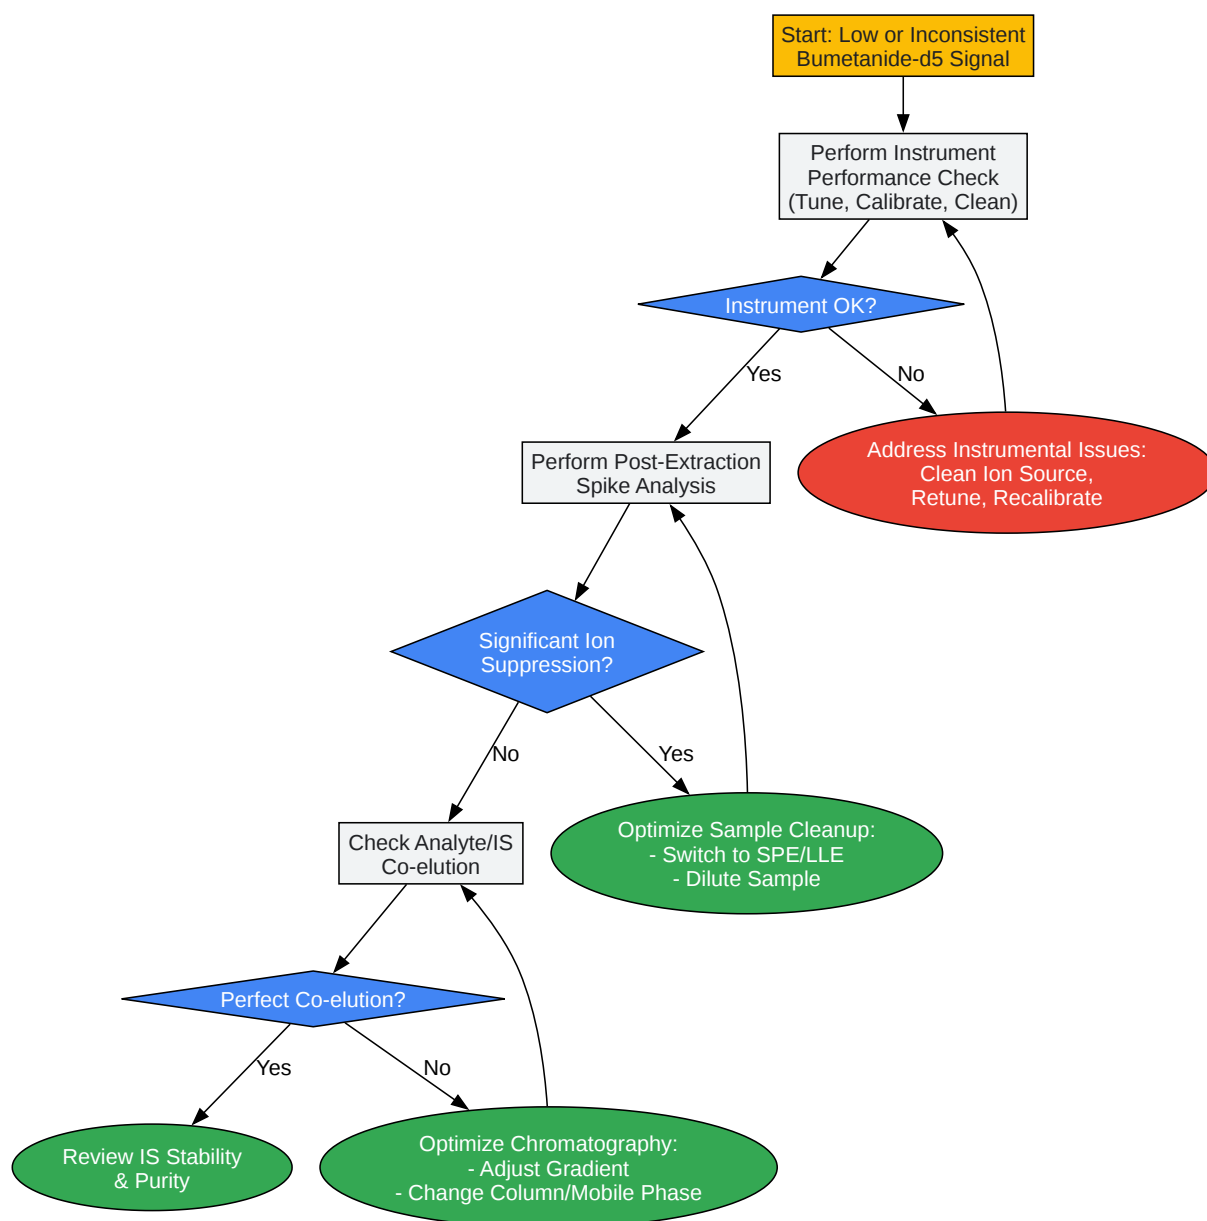 Start: Low or Inconsistent
Bumetanide-d5 Signal
Perform Instrument
Performance Check
(Tune, Calibrate, Clean)
Instrument OK?
Yes
No
Perform Post-Extraction
Spike Analysis
Address Instrumental Issues:
Clean Ion Source,
Retune, Recalibrate
Significant Ion
Suppression?
No
Yes
Check Analyte/IS
Co-elution
Optimize Sample Cleanup:
- Switch to SPE/LLE
- Dilute Sample
Perfect Co-elution?
Yes
No
Review IS Stability
& Purity
Optimize Chromatography:
- Adjust Gradient
- Change Column/Mobile Phase